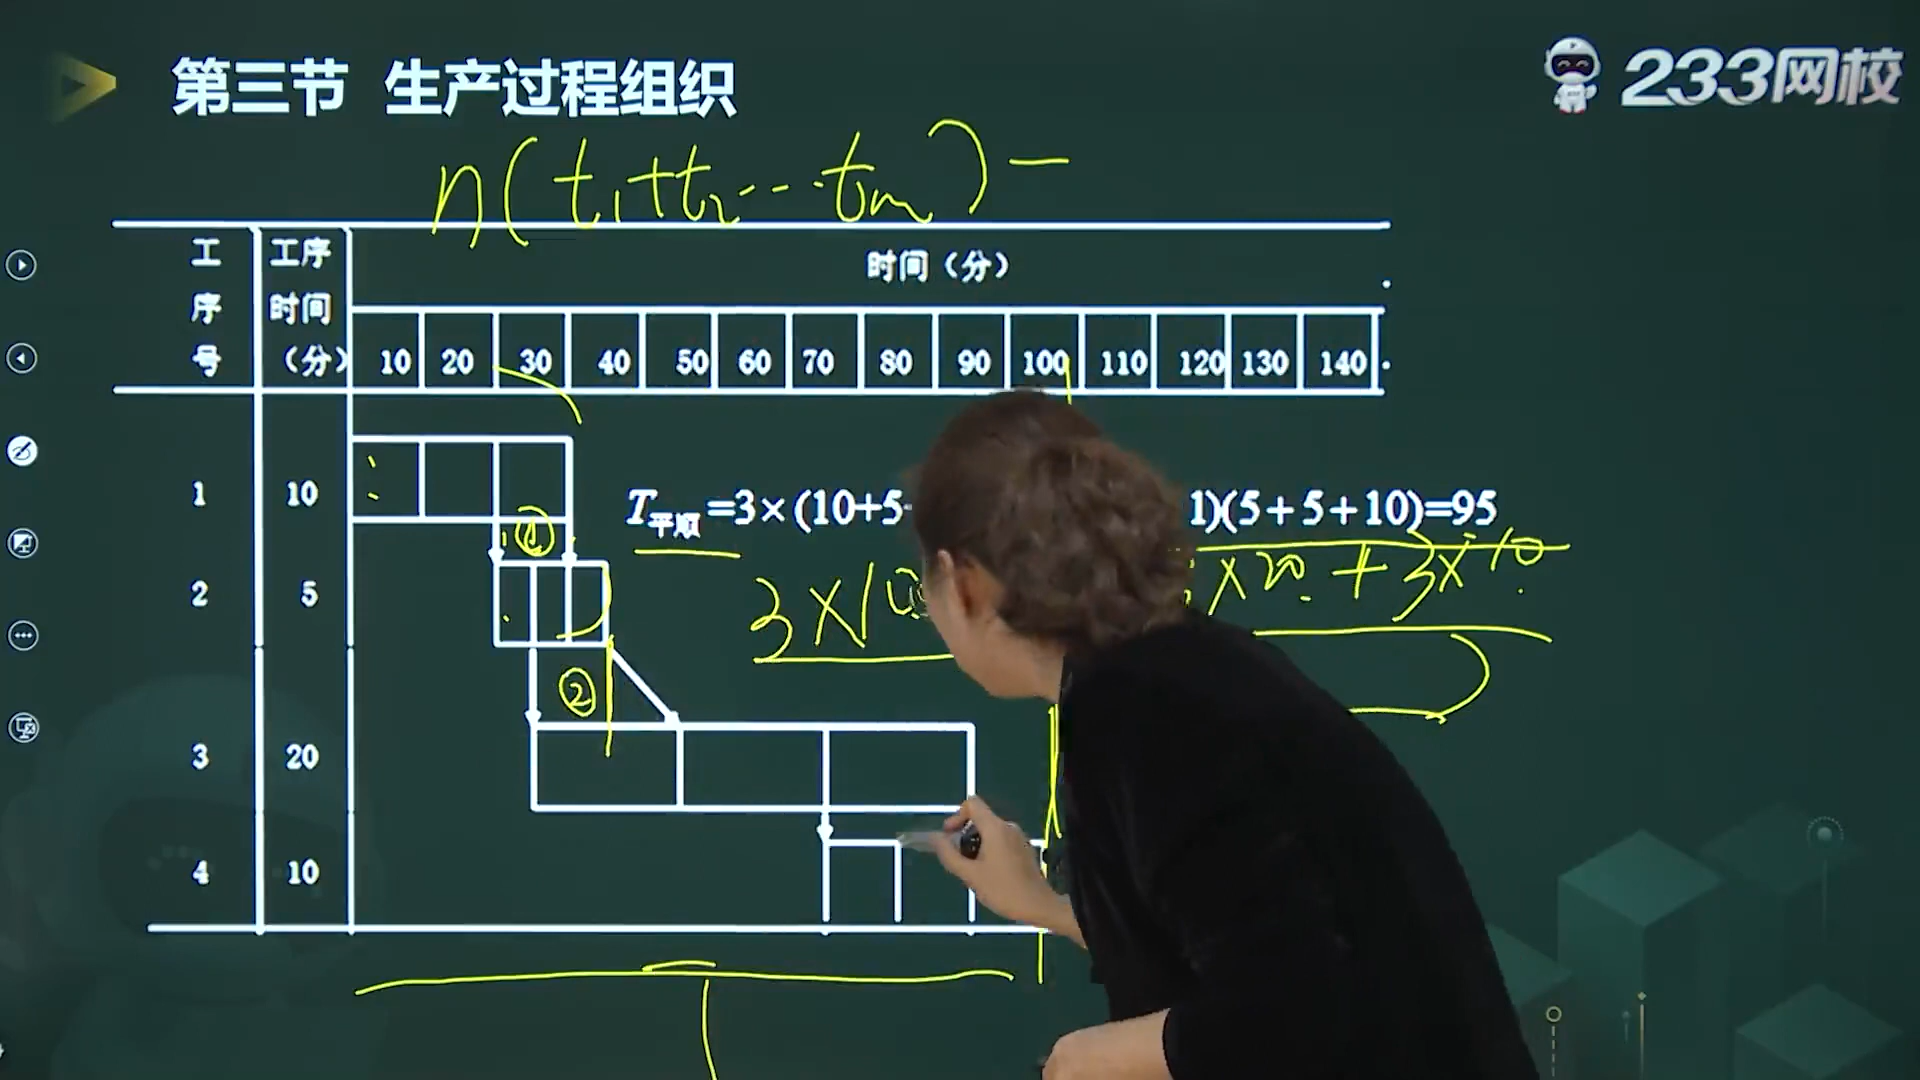 第三节 生产过程组织
233网校
n(t₁+t₂...tm)-
工序号
工序时间(分)
时间(分)
10 20 30 40 50 60 70 80 90 100 110 120 130 140
1 10
①
T平顺=3×(10+5 1)(5+5+10)=95
2 5
3×10 ×20+3×10
②
3 20
4 10